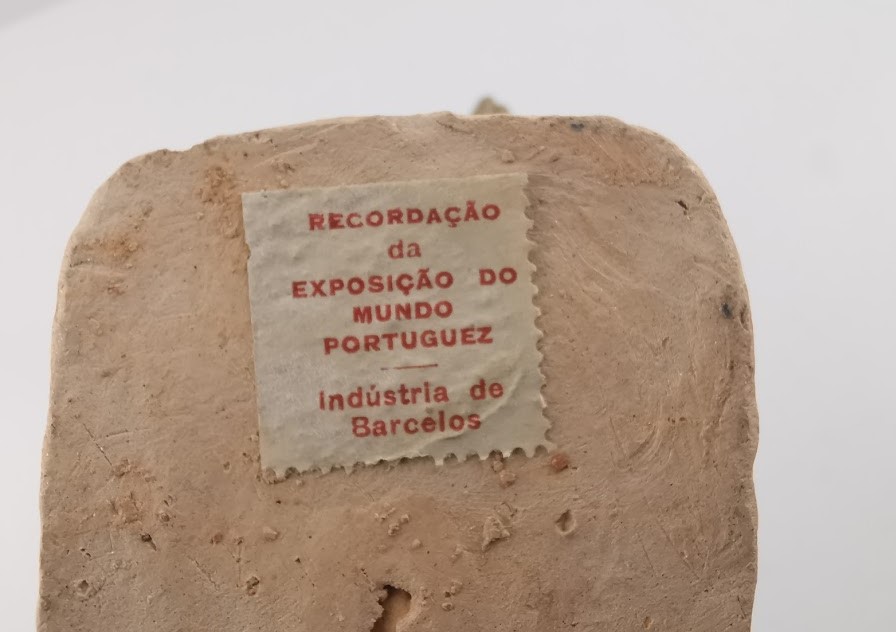 RECORDAÇÃO
da
EXPOSIÇÃO DO
MUNDO
PORTUGUEZ
Indústria de
Barcelos